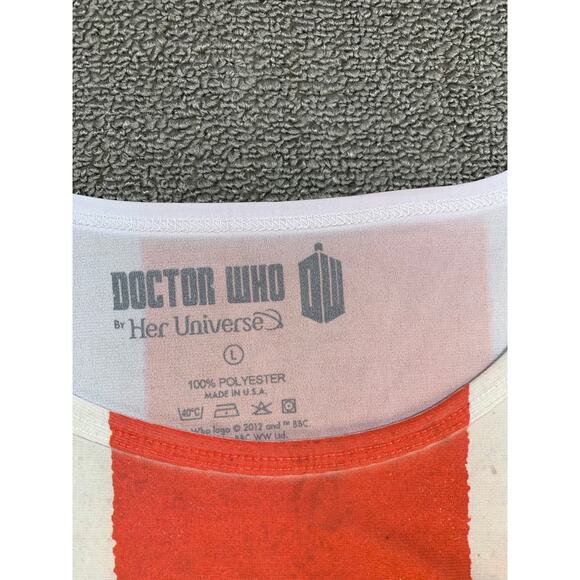 DOCTOR WHO
DW
BY Her Universe
L
100% POLYESTER
MADE IN U.S.A.
40°C
Who logo © 2012 and ™ BBC.
BBC WW Ltd.